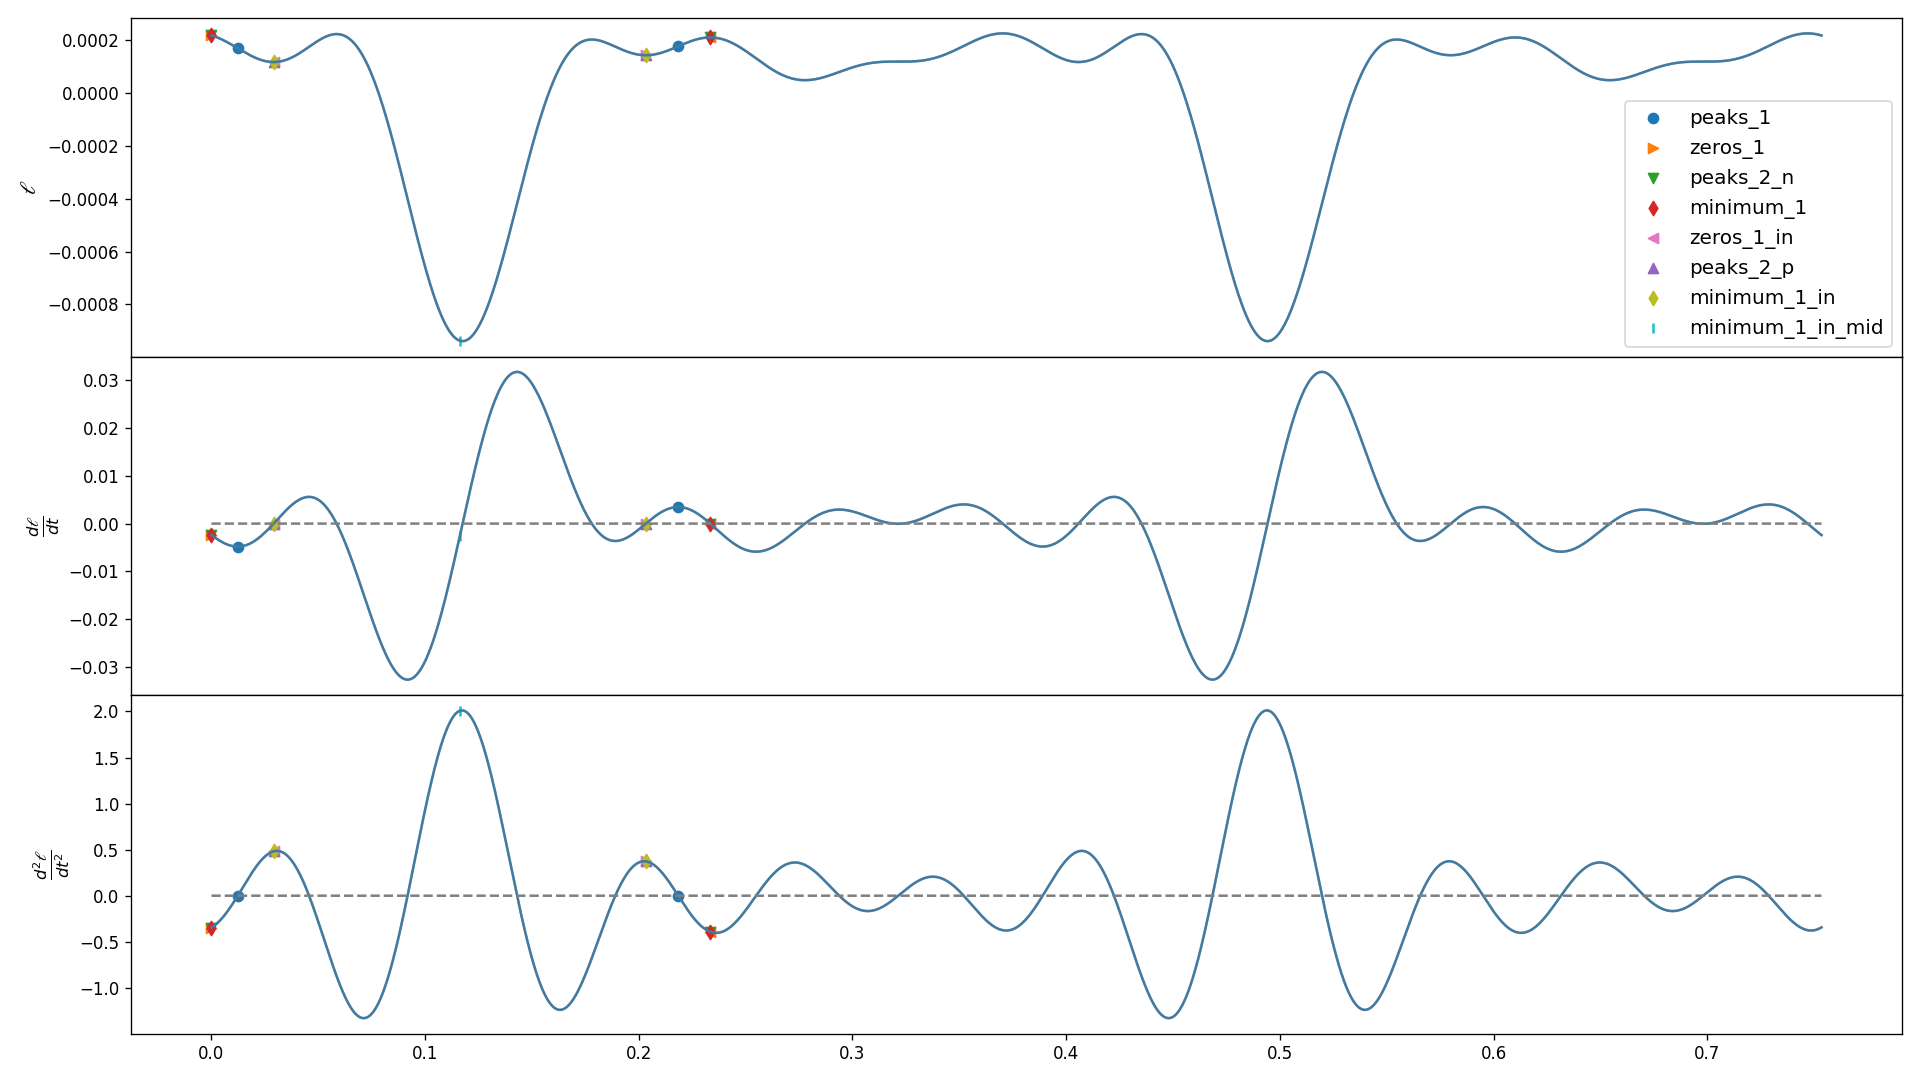 0.0002
0.0000
−0.0002
−0.0004
−0.0006
−0.0008
ℓ
peaks_1
zeros_1
peaks_2_n
minimum_1
zeros_1_in
peaks_2_p
minimum_1_in
minimum_1_in_mid
0.03
0.02
0.01
0.00
−0.01
−0.02
−0.03
dℓ/dt
2.0
1.5
1.0
0.5
0.0
−0.5
−1.0
d²ℓ/dt²
0.0 0.1 0.2 0.3 0.4 0.5 0.6 0.7